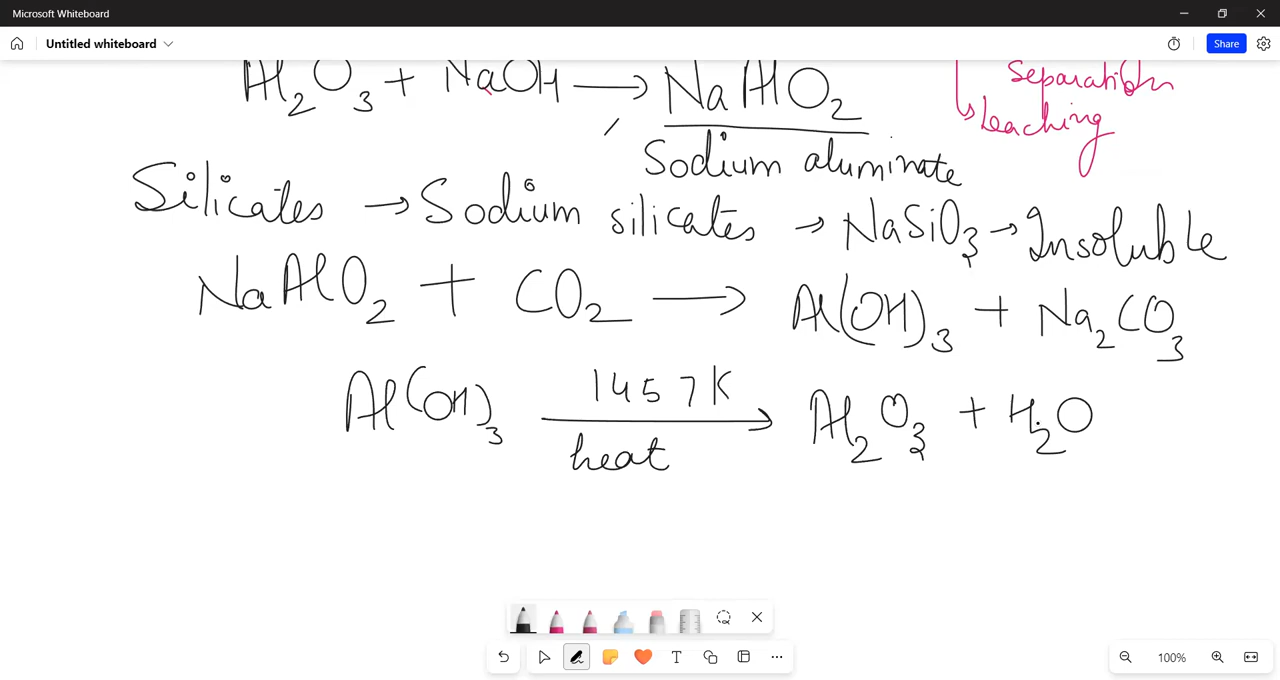 Microsoft Whiteboard
Untitled whiteboard
Share
Al2O3 + NaOH → NaAlO2
Separation
↳ Leaching
Sodium aluminate
Silicates → Sodium silicates → NaSiO3 → Insoluble
NaAlO2 + CO2 → Al(OH)3 + Na2CO3
1457K
Al(OH)3 → Al2O3 + H2O
heat
100%